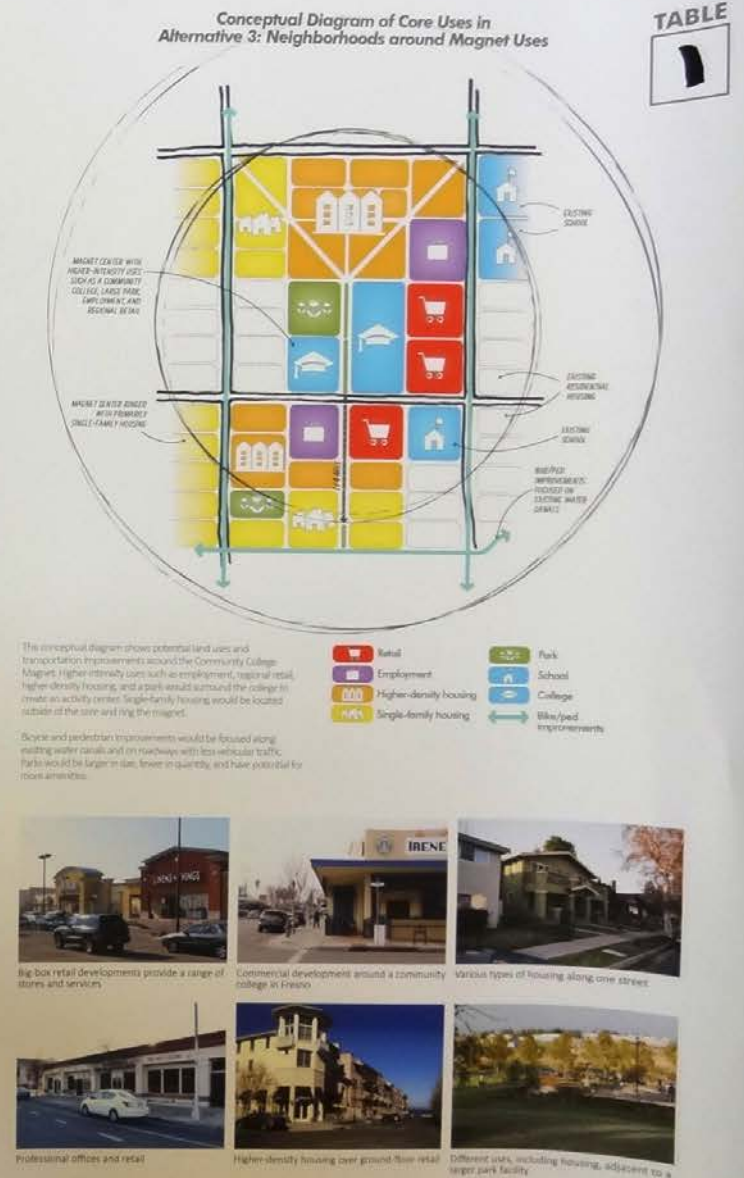 Conceptual Diagram of Core Uses in
Alternative 3: Neighborhoods around Magnet Uses
TABLE
EXISTING
SCHOOL
MAGNET CENTER WITH
HIGHER-INTENSITY USES
SUCH AS A COMMUNITY
COLLEGE, LARGE PARK,
EMPLOYMENT, AND
REGIONAL RETAIL
EXISTING
RESIDENTIAL
HOUSING
MAGNET CENTER RINGED
WITH PRIMARILY
SINGLE-FAMILY HOUSING
EXISTING
SCHOOL
BIKE/PED
IMPROVEMENTS
FOCUSED ON
EXISTING WATER
CANALS
1/4 MI.
This conceptual diagram shows potential land uses and
transportation improvements around the Community College
Magnet. Higher-intensity uses such as employment, regional retail,
higher-density housing, and a park would surround the college to
create an activity center. Single-family housing would be located
outside of the core and ring the magnet.
Bicycle and pedestrian improvements would be focused along
existing water canals and on roadways with less vehicular traffic.
Parks would be larger in size, fewer in quantity, and have potential for
more amenities.
Retail
Employment
Higher-density housing
Single-family housing
Park
School
College
Bike/ped
improvements
LINENS THINGS
IRENE
Big-box retail developments provide a range of
stores and services
Commercial development around a community
college in Fresno
Various types of housing along one street
Professional offices and retail
Higher-density housing over ground floor retail
Different uses, including housing, adjacent to a
larger park facility